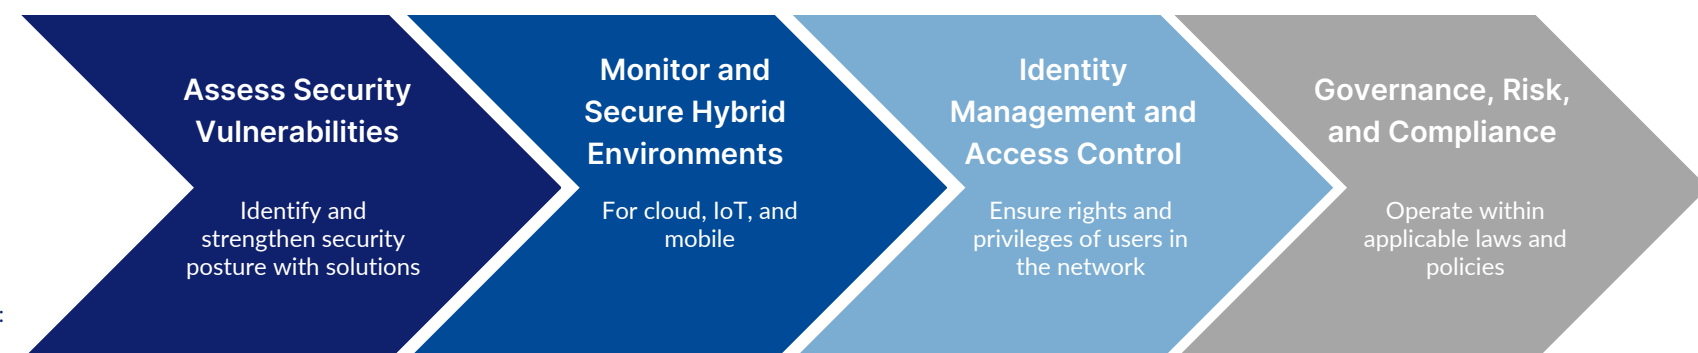 Assess Security
Vulnerabilities
Identify and
strengthen security
posture with solutions
Monitor and
Secure Hybrid
Environments
For cloud, IoT, and
mobile
Identity
Management and
Access Control
Ensure rights and
privileges of users in
the network
Governance, Risk,
and Compliance
Operate within
applicable laws and
policies
: